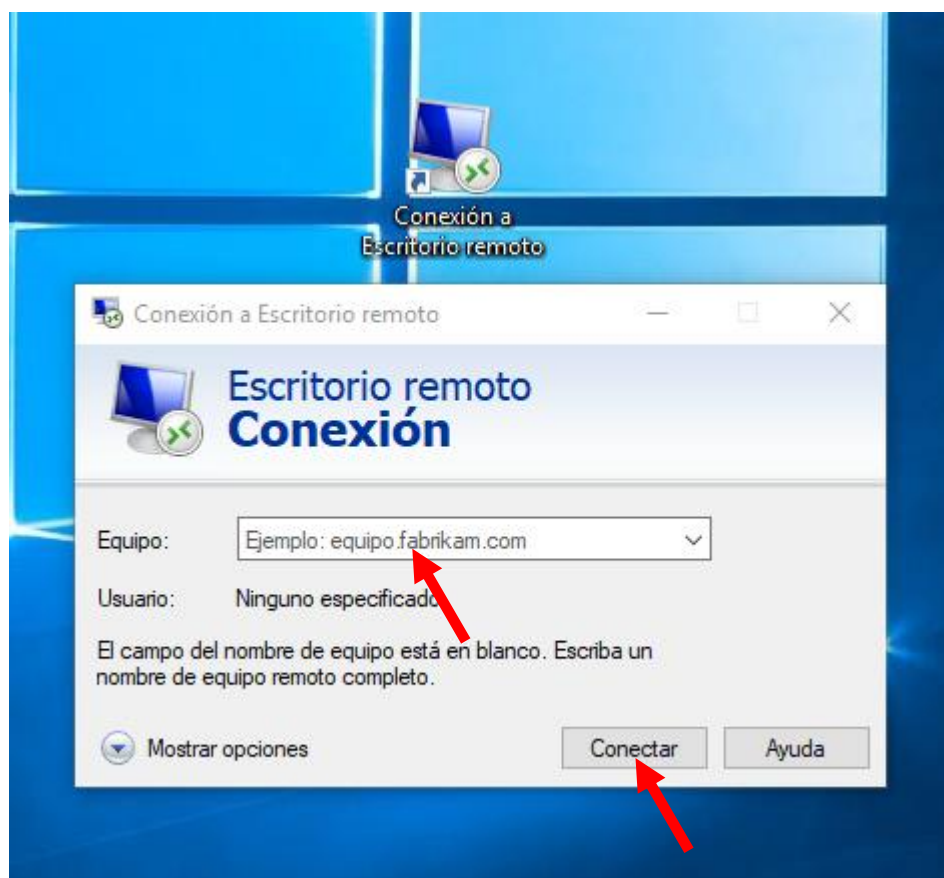 Conexión a
Escritorio remoto
Conexión a Escritorio remoto
Escritorio remoto
Conexión
Equipo: Ejemplo: equipo.fabrikam.com
Usuario: Ninguno especificado
El campo del nombre de equipo está en blanco. Escriba un
nombre de equipo remoto completo.
Mostrar opciones Conectar Ayuda